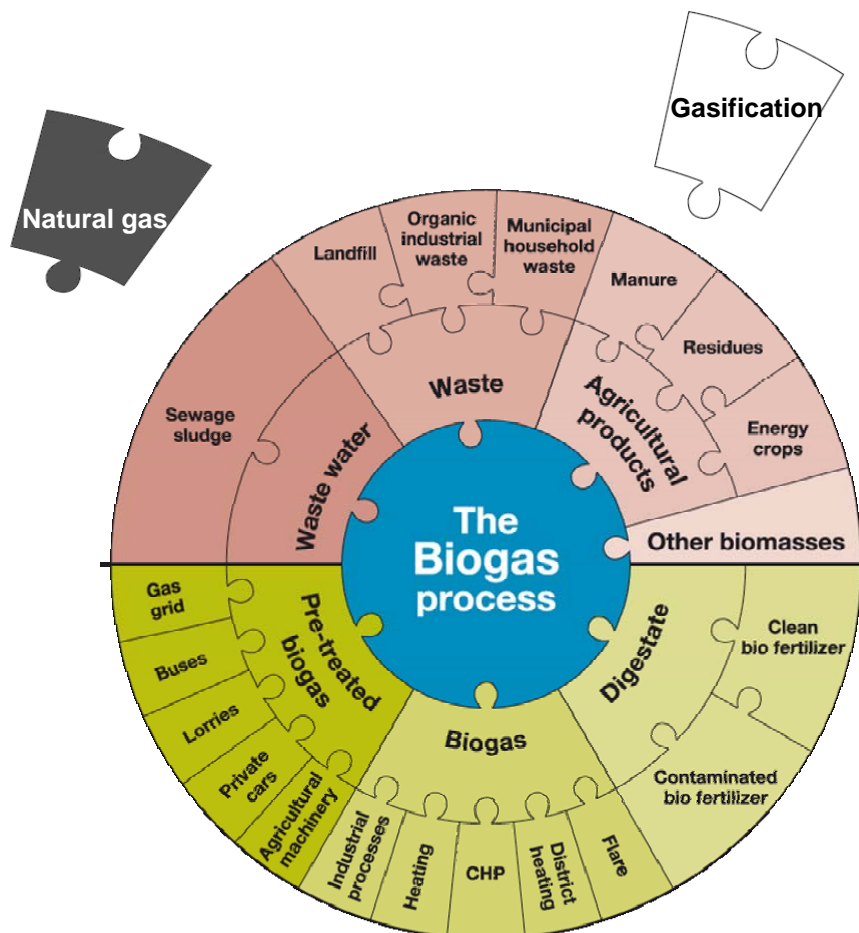 Gasification
Natural gas
Landfill
Organic
industrial
waste
Municipal
household
waste
Manure
Residues
Energy
crops
Sewage
sludge
Waste water
Waste
Agricultural
products
Other biomasses
The
Biogas
process
Gas
grid
Buses
Lorries
Private
cars
Agricultural
machinery
Pre-treated
biogas
Biogas
Digestate
Clean
bio fertilizer
Contaminated
bio fertilizer
Industrial
processes
Heating
CHP
District
heating
Flare